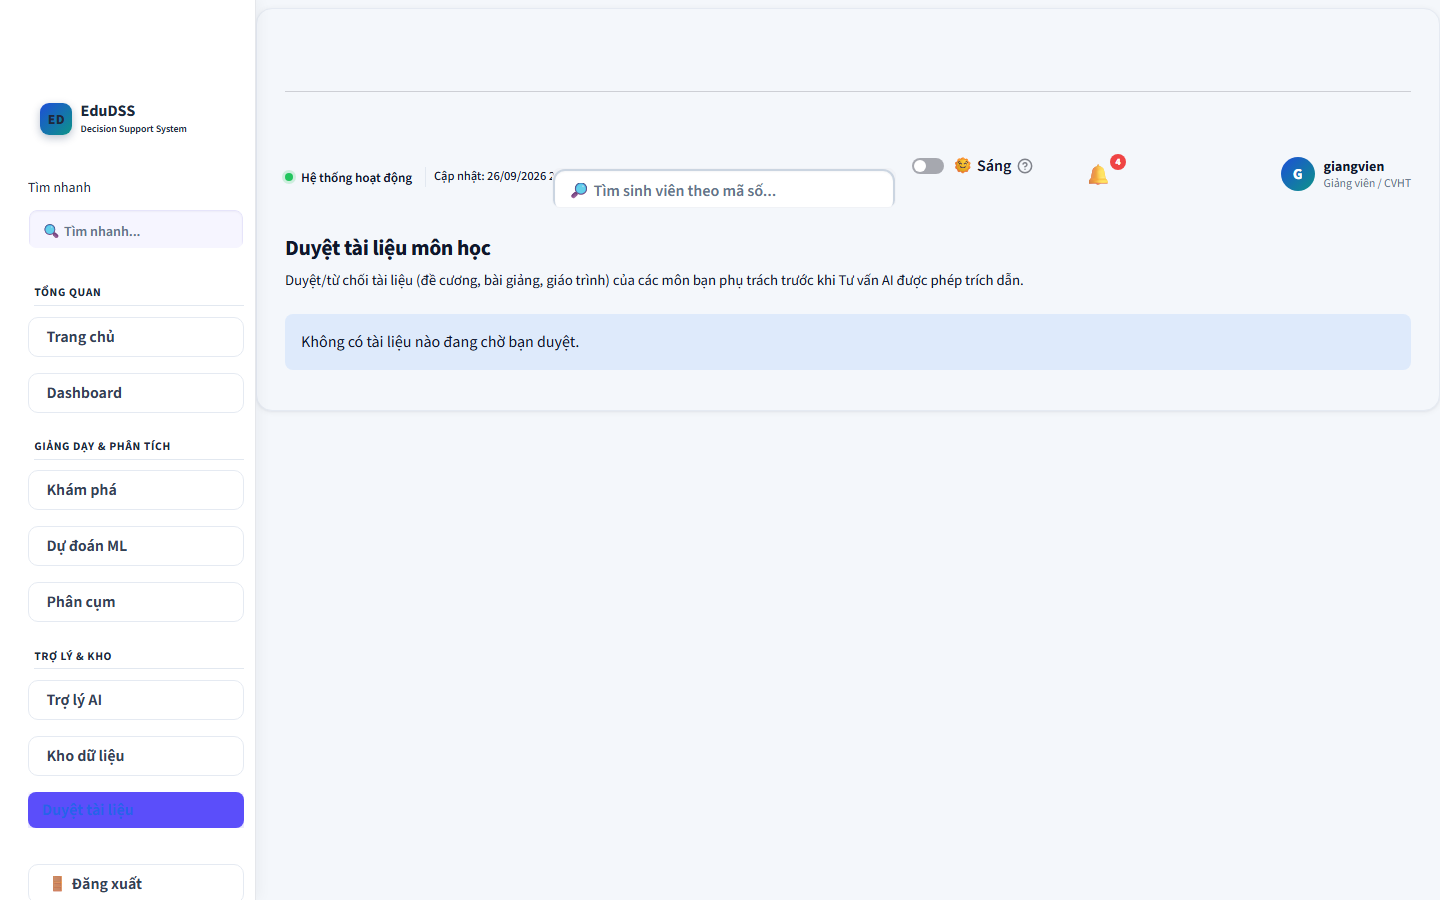 ED
EduDSS
Decision Support System
Tìm nhanh
🔍 Tìm nhanh...
TỔNG QUAN
Trang chủ
Dashboard
GIẢNG DẠY & PHÂN TÍCH
Khám phá
Dự đoán ML
Phân cụm
TRỢ LÝ & KHO
Trợ lý AI
Kho dữ liệu
Duyệt tài liệu
Đăng xuất
Hệ thống hoạt động
Cập nhật: 26/09/2026
🔎 Tìm sinh viên theo mã số...
🌞 Sáng
4
G
giangvien
Giảng viên / CVHT
Duyệt tài liệu môn học
Duyệt/từ chối tài liệu (đề cương, bài giảng, giáo trình) của các môn bạn phụ trách trước khi Tư vấn AI được phép trích dẫn.
Không có tài liệu nào đang chờ bạn duyệt.